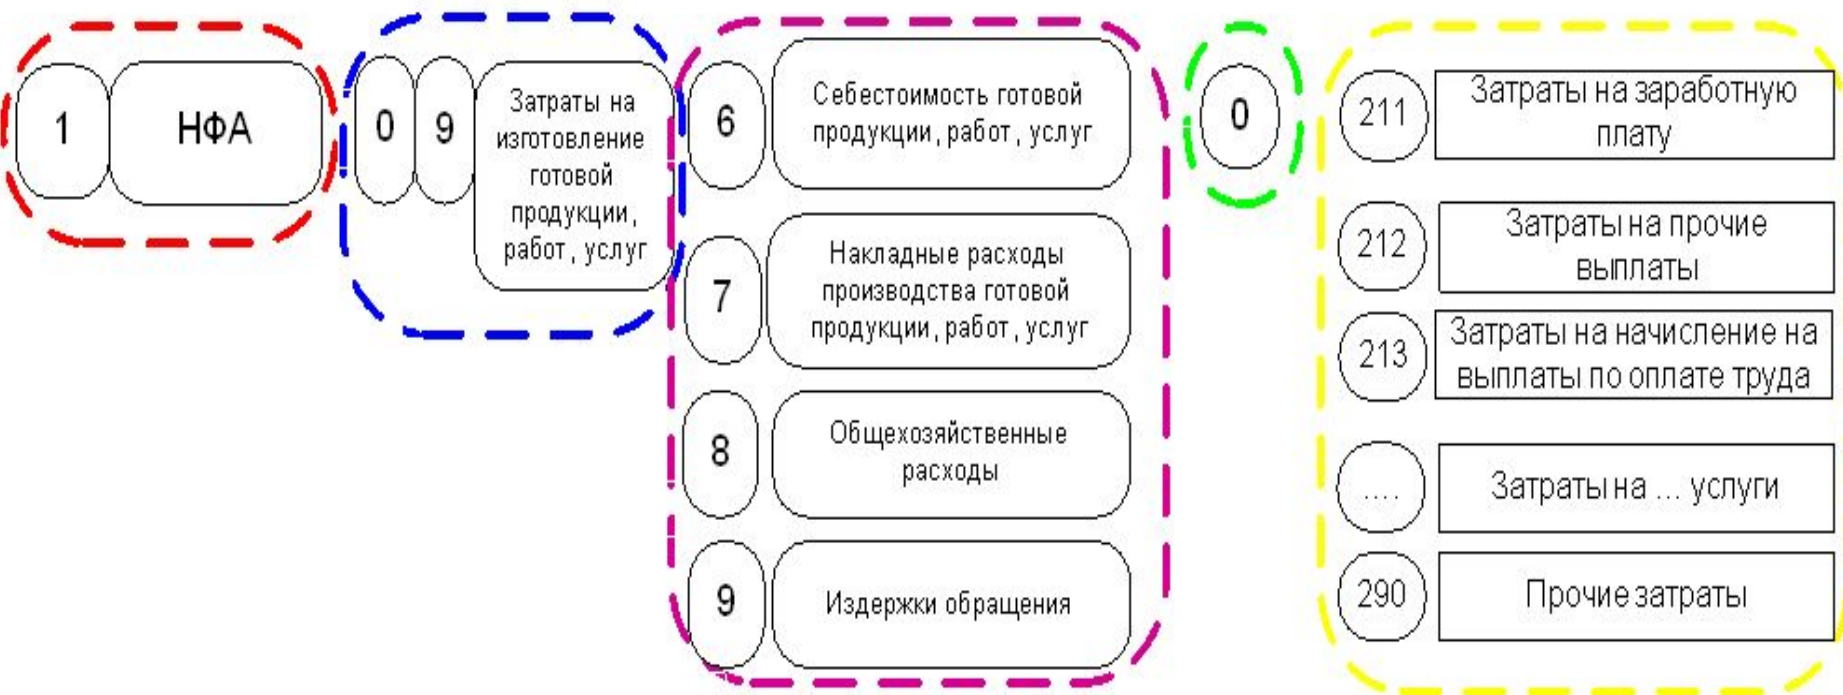 1
НФА
0
9
Затраты на
изготовление
готовой
продукции,
работ, услуг
6
Себестоимость готовой
продукции, работ, услуг
7
Накладные расходы
производства готовой
продукции, работ, услуг
8
Общехозяйственные
расходы
9
Издержки обращения
0
211
Затраты на заработную
плату
212
Затраты на прочие
выплаты
213
Затраты на начисление на
выплаты по оплате труда
....
Затраты на ... услуги
290
Прочие затраты